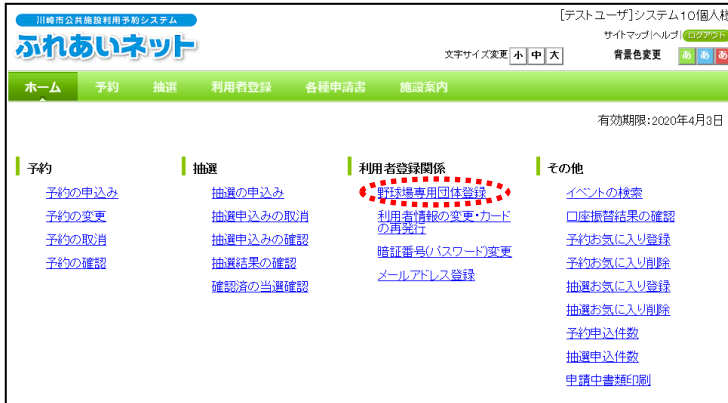 川崎市公共施設利用予約システム
ふれあいネット
[テストユーザ]システム10個人様
サイトマップ|ヘルプ|ログアウト
文字サイズ変更 小 中 大 背景色変更 あ あ あ
ホーム 予約 抽選 利用者登録 各種申請書 施設案内
有効期限:2020年4月3日
予約
予約の申込み
予約の変更
予約の取消
予約の確認
抽選
抽選の申込み
抽選申込みの取消
抽選申込みの確認
抽選結果の確認
確認済の当選確認
利用者登録関係
野球場専用団体登録
利用者情報の変更・カード
の再発行
暗証番号(パスワード)変更
メールアドレス登録
その他
イベントの検索
口座振替結果の確認
予約お気に入り登録
予約お気に入り削除
抽選お気に入り登録
抽選お気に入り削除
予約申込件数
抽選申込件数
申請中書類印刷